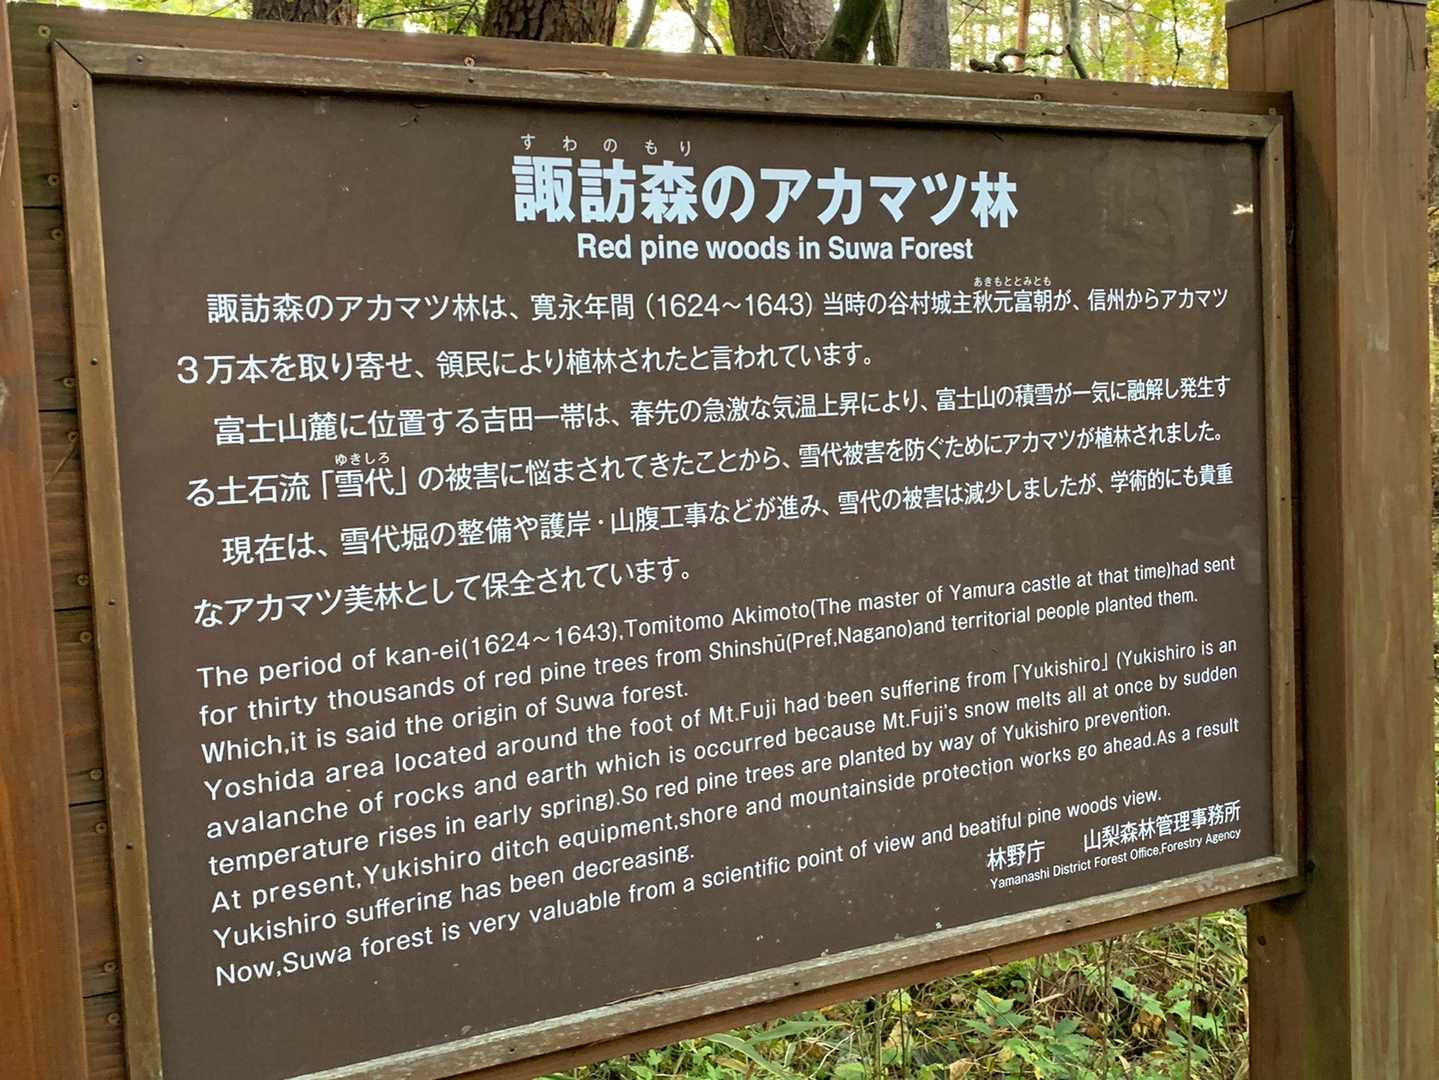 すわのもり
諏訪森のアカマツ林
Red pine woods in Suwa Forest
あきもととみとも
諏訪森のアカマツ林は、寛永年間（1624～1643）当時の谷村城主秋元富朝が、信州からアカマツ
３万本を取り寄せ、領民により植林されたと言われています。
富士山麓に位置する吉田一帯は、春先の急激な気温上昇により、富士山の積雪が一気に融解し発生す
ゆきしろ
る土石流「雪代」の被害に悩まされてきたことから、雪代被害を防ぐためにアカマツが植林されました。
現在は、雪代堀の整備や護岸・山腹工事などが進み、雪代の被害は減少しましたが、学術的にも貴重
なアカマツ美林として保全されています。
The period of kan-ei(1624～1643),Tomitomo Akimoto(The master of Yamura castle at that time)had sent
for thirty thousands of red pine trees from Shinshū(Pref,Nagano)and territorial people planted them.
Which,it is said the origin of Suwa forest.
Yoshida area located around the foot of Mt.Fuji had been suffering from「Yukishiro」(Yukishiro is an
avalanche of rocks and earth which is occurred because Mt.Fuji's snow melts all at once by sudden
temperature rises in early spring).So red pine trees are planted by way of Yukishiro prevention.
At present,Yukishiro ditch equipment,shore and mountainside protection works go ahead.As a result
Yukishiro suffering has been decreasing.
Now,Suwa forest is very valuable from a scientific point of view and beatiful pine woods view.
林野庁　山梨森林管理事務所
Yamanashi District Forest Office,Forestry Agency